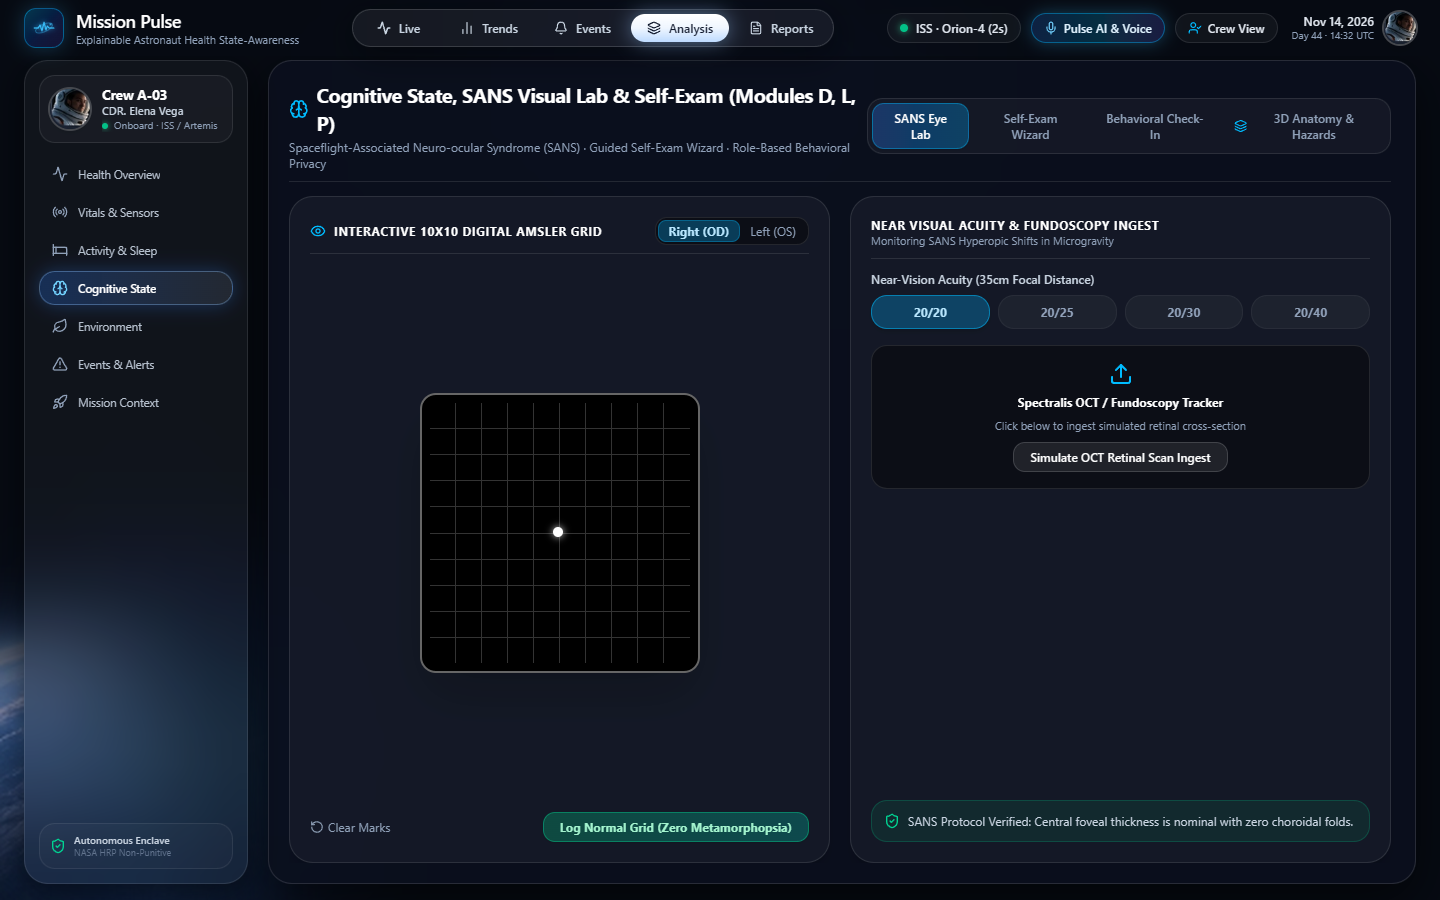 Mission Pulse
Explainable Astronaut Health State-Awareness
Live
Trends
Events
Analysis
Reports
ISS · Orion-4 (2s)
Pulse AI & Voice
Crew View
Nov 14, 2026
Day 44 · 14:32 UTC
Crew A-03
CDR. Elena Vega
Onboard · ISS / Artemis
Health Overview
Vitals & Sensors
Activity & Sleep
Cognitive State
Environment
Events & Alerts
Mission Context
Autonomous Enclave
NASA HRP Non-Punitive
Cognitive State, SANS Visual Lab & Self-Exam (Modules D, L,
P)
Spaceflight-Associated Neuro-ocular Syndrome (SANS) · Guided Self-Exam Wizard · Role-Based Behavioral
Privacy
SANS Eye
Lab
Self-Exam
Wizard
Behavioral Check-
In
3D Anatomy &
Hazards
INTERACTIVE 10X10 DIGITAL AMSLER GRID
Right (OD)
Left (OS)
Clear Marks
Log Normal Grid (Zero Metamorphopsia)
NEAR VISUAL ACUITY & FUNDOSCOPY INGEST
Monitoring SANS Hyperopic Shifts in Microgravity
Near-Vision Acuity (35cm Focal Distance)
20/20
20/25
20/30
20/40
Spectralis OCT / Fundoscopy Tracker
Click below to ingest simulated retinal cross-section
Simulate OCT Retinal Scan Ingest
SANS Protocol Verified: Central foveal thickness is nominal with zero choroidal folds.